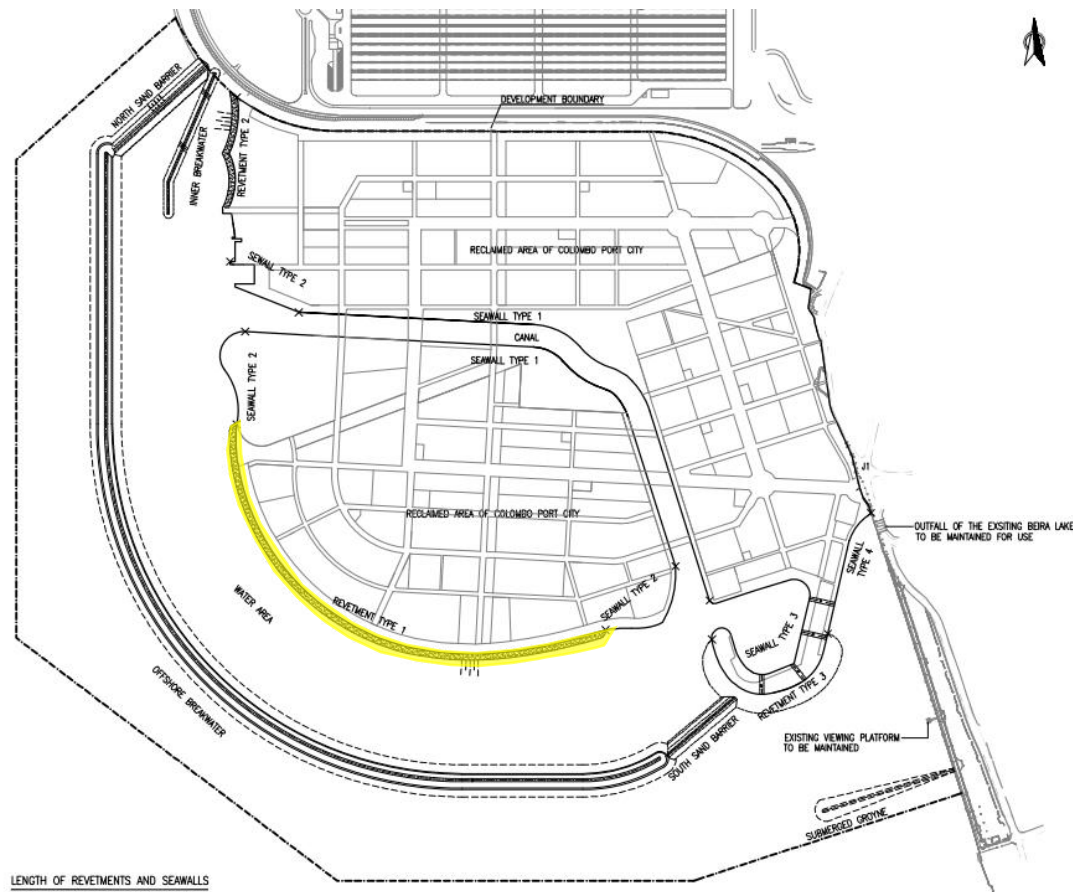 DEVELOPMENT BOUNDARY
NORTH SAND BARRIER
INNER BREAKWATER
REVETMENT TYPE 2
RECLAIMED AREA OF COLOMBO PORT CITY
SEWALL TYPE 2
SEAWALL TYPE 1
CANAL
SEAWALL TYPE 1
SEAWALL TYPE 2
J1
RECLAIMED AREA OF COLOMBO PORT CITY
OUTFALL OF THE EXSITING BEIRA LAKE
TO BE MAINTAINED FOR USE
SEAWALL
TYPE 4
WATER AREA
REVETMENT TYPE 1
SEAWALL TYPE 2
SEAWALL TYPE 3
REVETMENT TYPE 3
OFFSHORE BREAKWATER
SOUTH SAND BARRIER
EXISTING VIEWING PLATFORM
TO BE MAINTAINED
SUBMERGED GROYNE
LENGTH OF REVETMENTS AND SEAWALLS